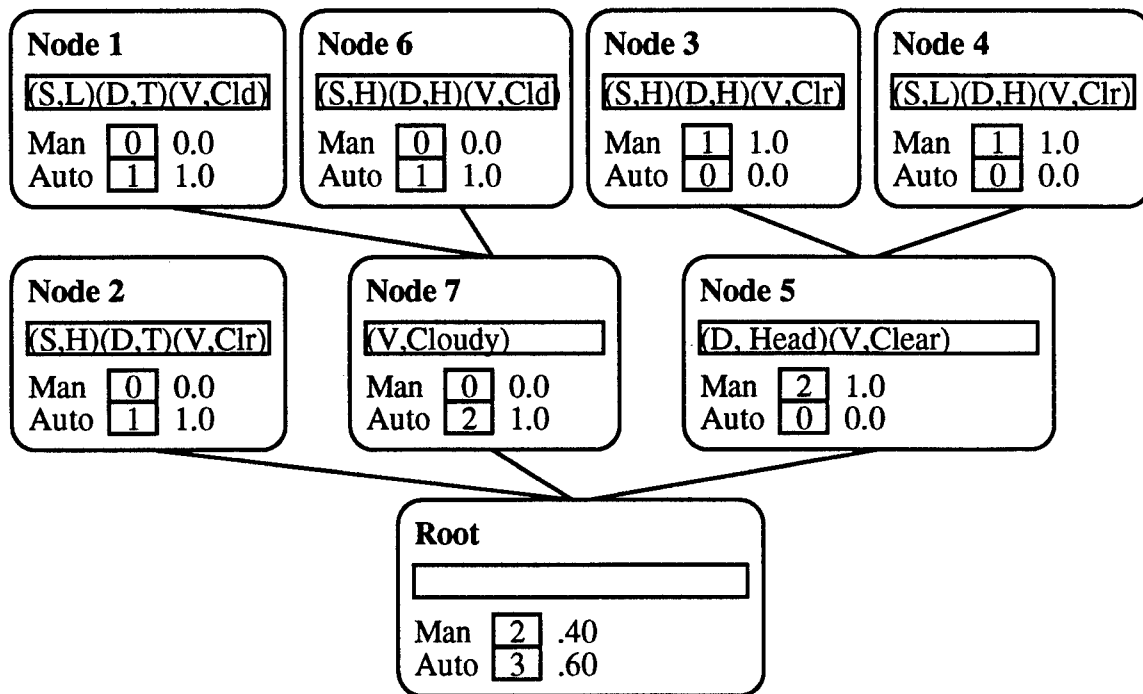 Node 1
(S,L)(D,T)(V,Cld)
Man 0 0.0
Auto 1 1.0
Node 6
(S,H)(D,H)(V,Cld)
Man 0 0.0
Auto 1 1.0
Node 3
(S,H)(D,H)(V,Clr)
Man 1 1.0
Auto 0 0.0
Node 4
(S,L)(D,H)(V,Clr)
Man 1 1.0
Auto 0 0.0
Node 2
(S,H)(D,T)(V,Clr)
Man 0 0.0
Auto 1 1.0
Node 7
(V,Cloudy)
Man 0 0.0
Auto 2 1.0
Node 5
(D, Head)(V,Clear)
Man 2 1.0
Auto 0 0.0
Root
Man 2 .40
Auto 3 .60